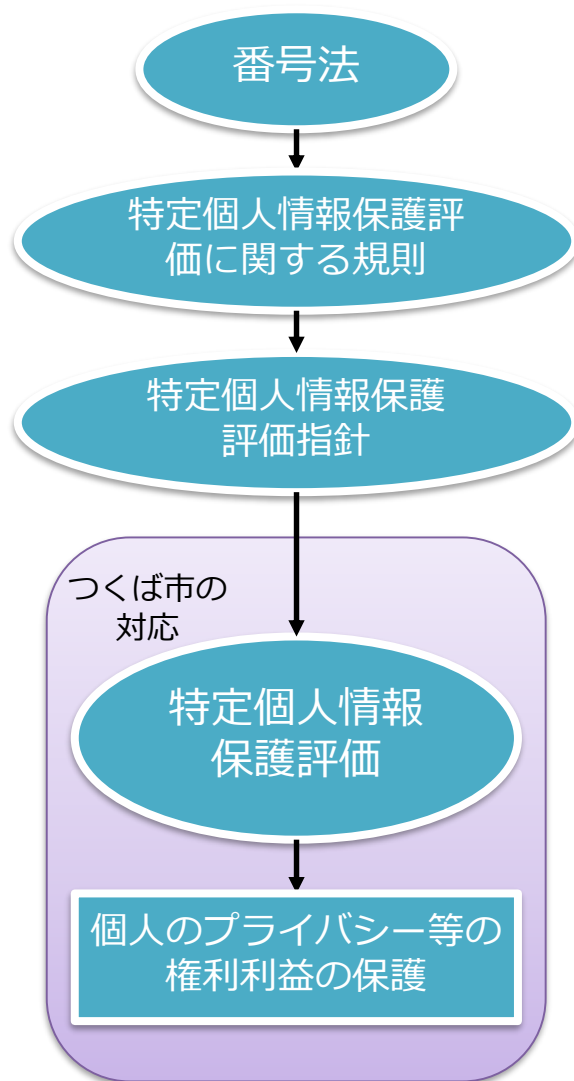 番号法
特定個人情報保護評
価に関する規則
特定個人情報保護
評価指針
つくば市の
対応
特定個人情報
保護評価
個人のプライバシー等の
権利利益の保護